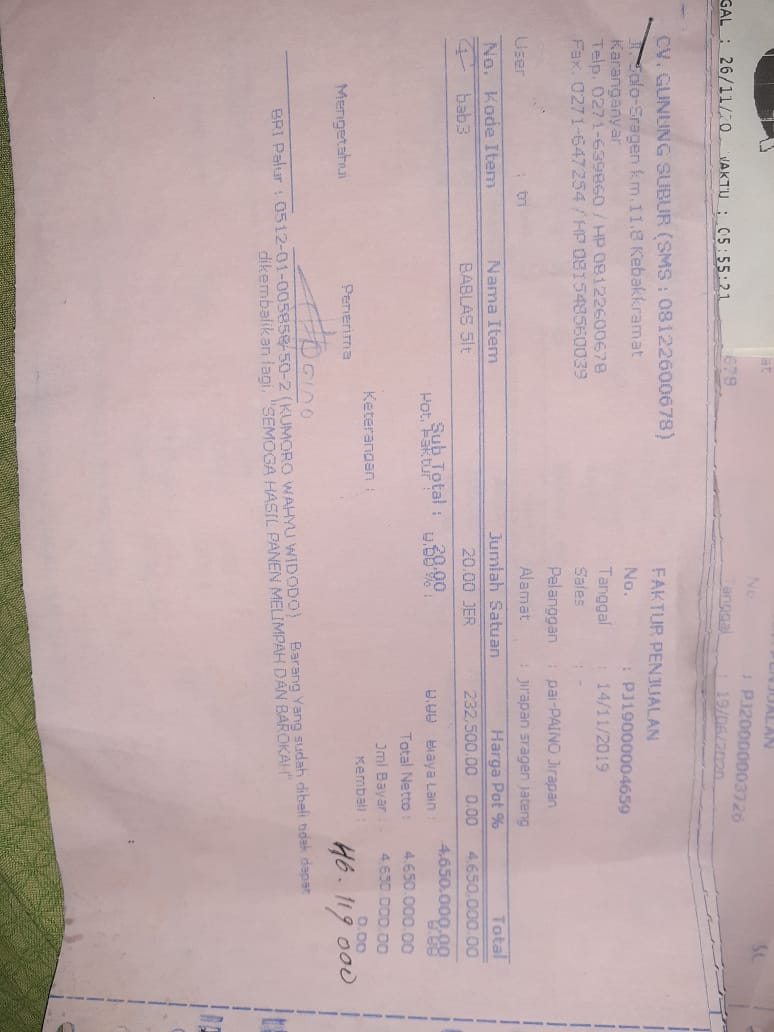 at
PENJUALAN
SL
No : PJ20000003726
GAL : 26/11/20 WAKTU : 05:55:21
678
Tanggal : 19/06/2020
CV. GUNUNG SUBUR (SMS : 08122600678)
Jl. Solo-Sragen km.11.8 Kebakkramat
Karanganyar
Telp. 0271-639860 / HP 08122600678
Fax. 0271-647254 / HP 081548560039
FAKTUR PENJUALAN
No. : PJ19000004659
Tanggal : 14/11/2019
Sales : -
Pelanggan : pai-PAINO Jirapan
Alamat : jirapan sragen jateng
User :
No. Kode Item Nama Item Jumlah Satuan Harga Pot % Total
1 bab3 BABLAS 5lt 20.00 JER 232,500.00 0.00 4.650.000.00
Sub Total : 20.00 4.650.000.00
Pot. Faktur : 0.00 % : 0.00 Biaya Lain : 0.00
Total Netto : 4.650.000.00
Jml Bayar : 4.650.000.00
Keterangan :
Kembali : 0.00
46.119 000
Mengetahui Penerima
BRI Palur : 0512-01-005858-50-2 (KUMORO WAHYU WIDODO) Barang Yang sudah dibeli tidak dapat
dikembalikan lagi. "SEMOGA HASIL PANEN MELIMPAH DAN BAROKAH"